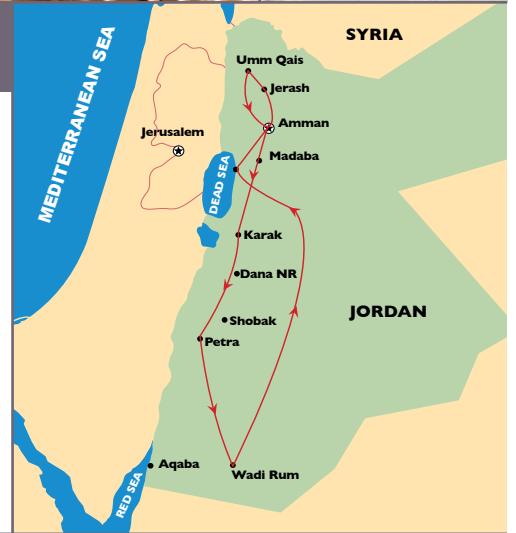 SYRIA
Umm Qais
Jerash
MEDITERRANEAN SEA
Amman
Jerusalem
Madaba
DEAD SEA
Karak
Dana NR
JORDAN
Shobak
Petra
Aqaba
Wadi Rum
RED SEA